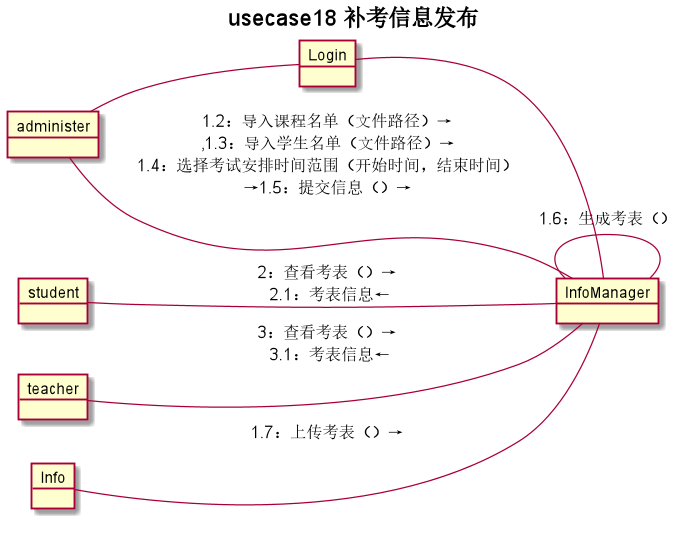 usecase18 补考信息发布
Login
administer
1.2：导入课程名单（文件路径）→
,1.3：导入学生名单（文件路径）→
1.4：选择考试安排时间范围（开始时间，结束时间）
→1.5：提交信息（）→
1.6：生成考表（）
2：查看考表（）→
student
InfoManager
2.1：考表信息←
3：查看考表（）→
3.1：考表信息←
teacher
1.7：上传考表（）→
Info